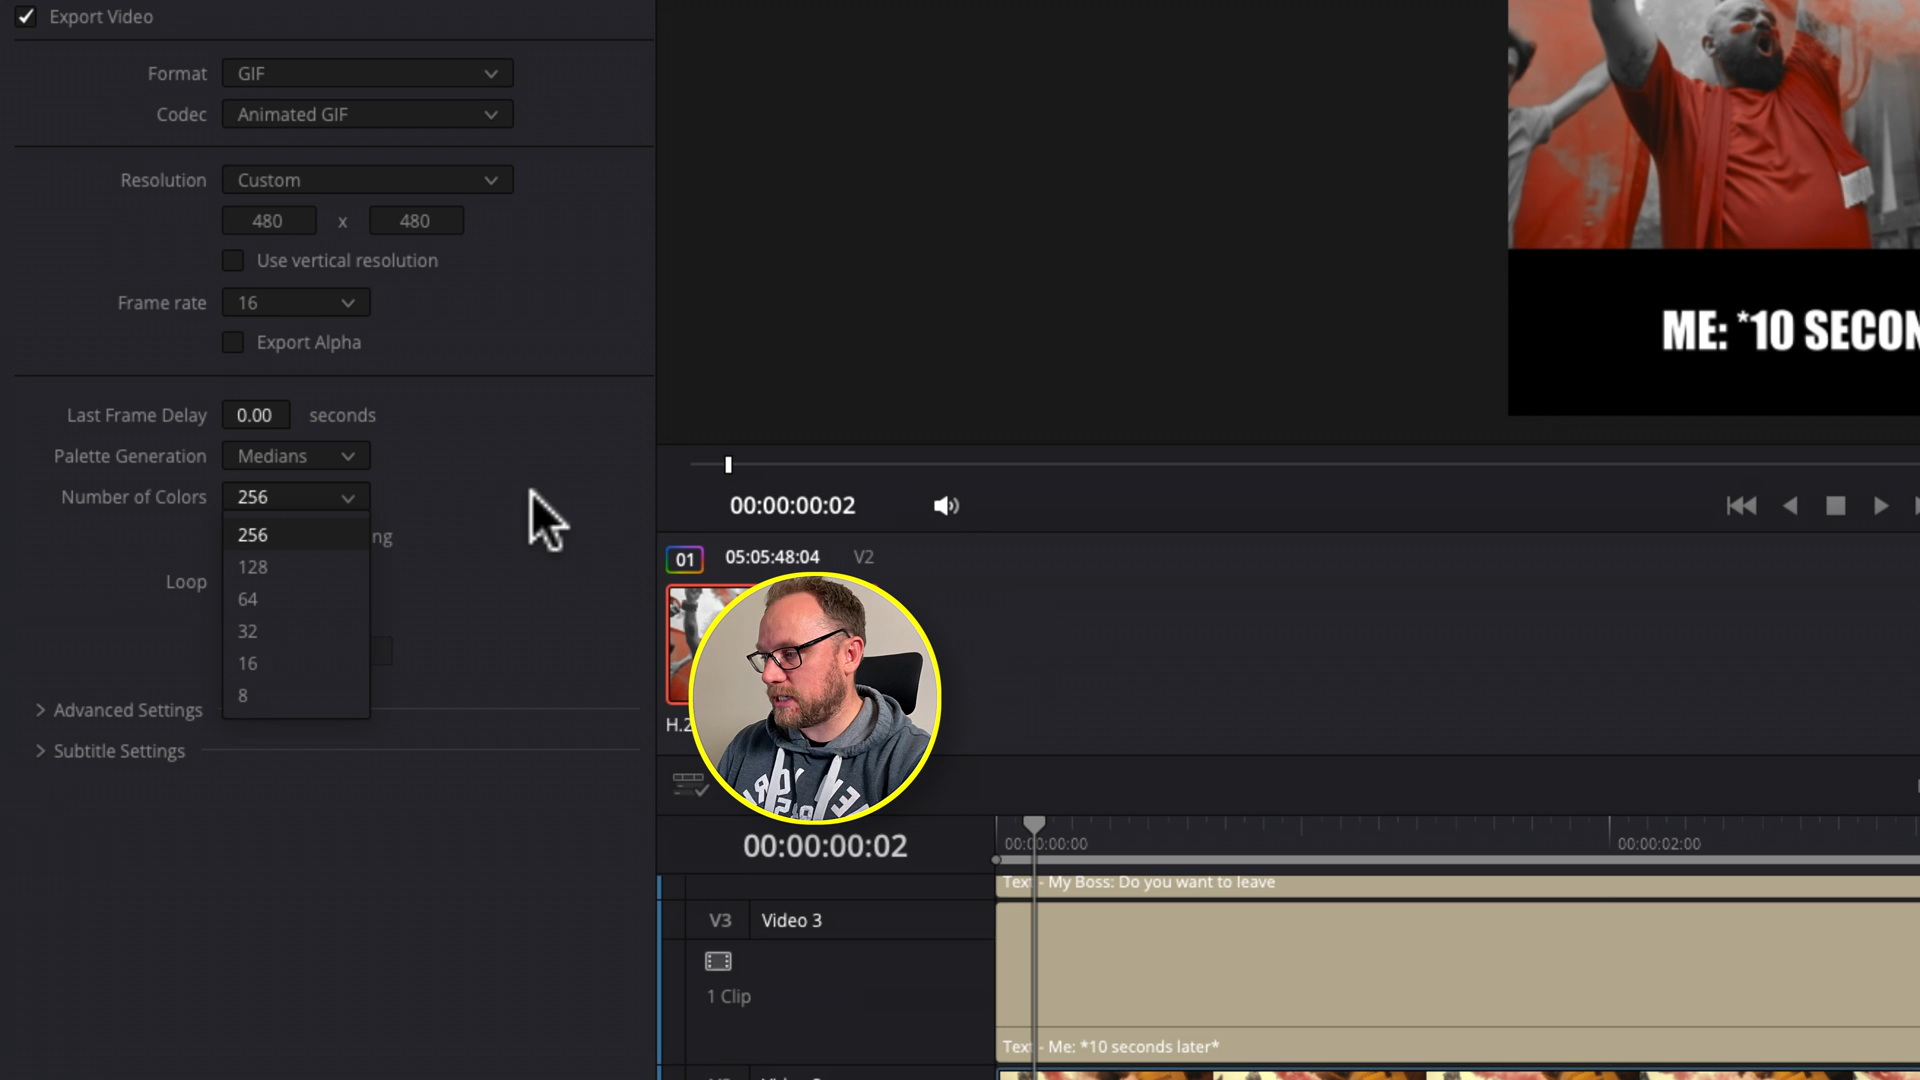 Export Video
Format GIF
Codec Animated GIF
Resolution Custom
480 x 480
Use vertical resolution
Frame rate 16
Export Alpha
Last Frame Delay 0.00 seconds
Palette Generation Medians
Number of Colors 256
256
ng
128
Loop
64
32
16
8
Advanced Settings
Subtitle Settings
ME: *10 SECON
00:00:00:02
01 05:05:48:04 V2
H.2
00:00:00:02
00:00:00:00
00:00:02:00
Text - My Boss: Do you want to leave
V3 Video 3
1 Clip
Text - Me: *10 seconds later*